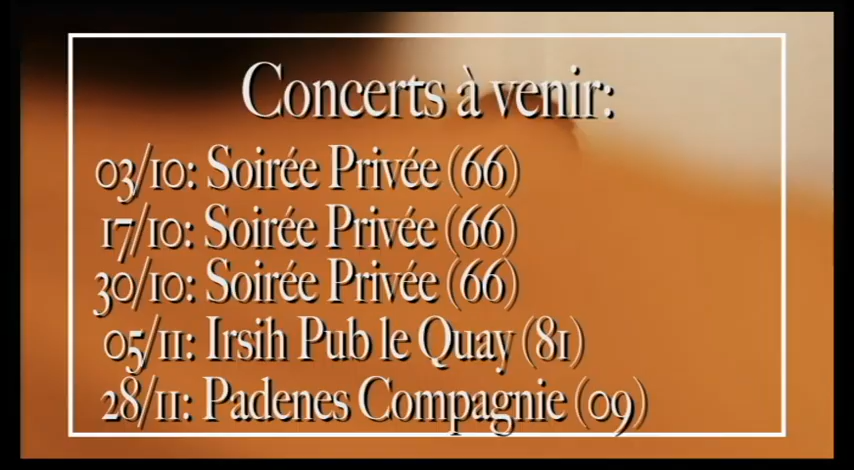 Concerts à venir:
03/10: Soirée Privée (66)
17/10: Soirée Privée (66)
30/10: Soirée Privée (66)
05/11: Irsih Pub le Quay (81)
28/11: Padenes Compagnie (09)